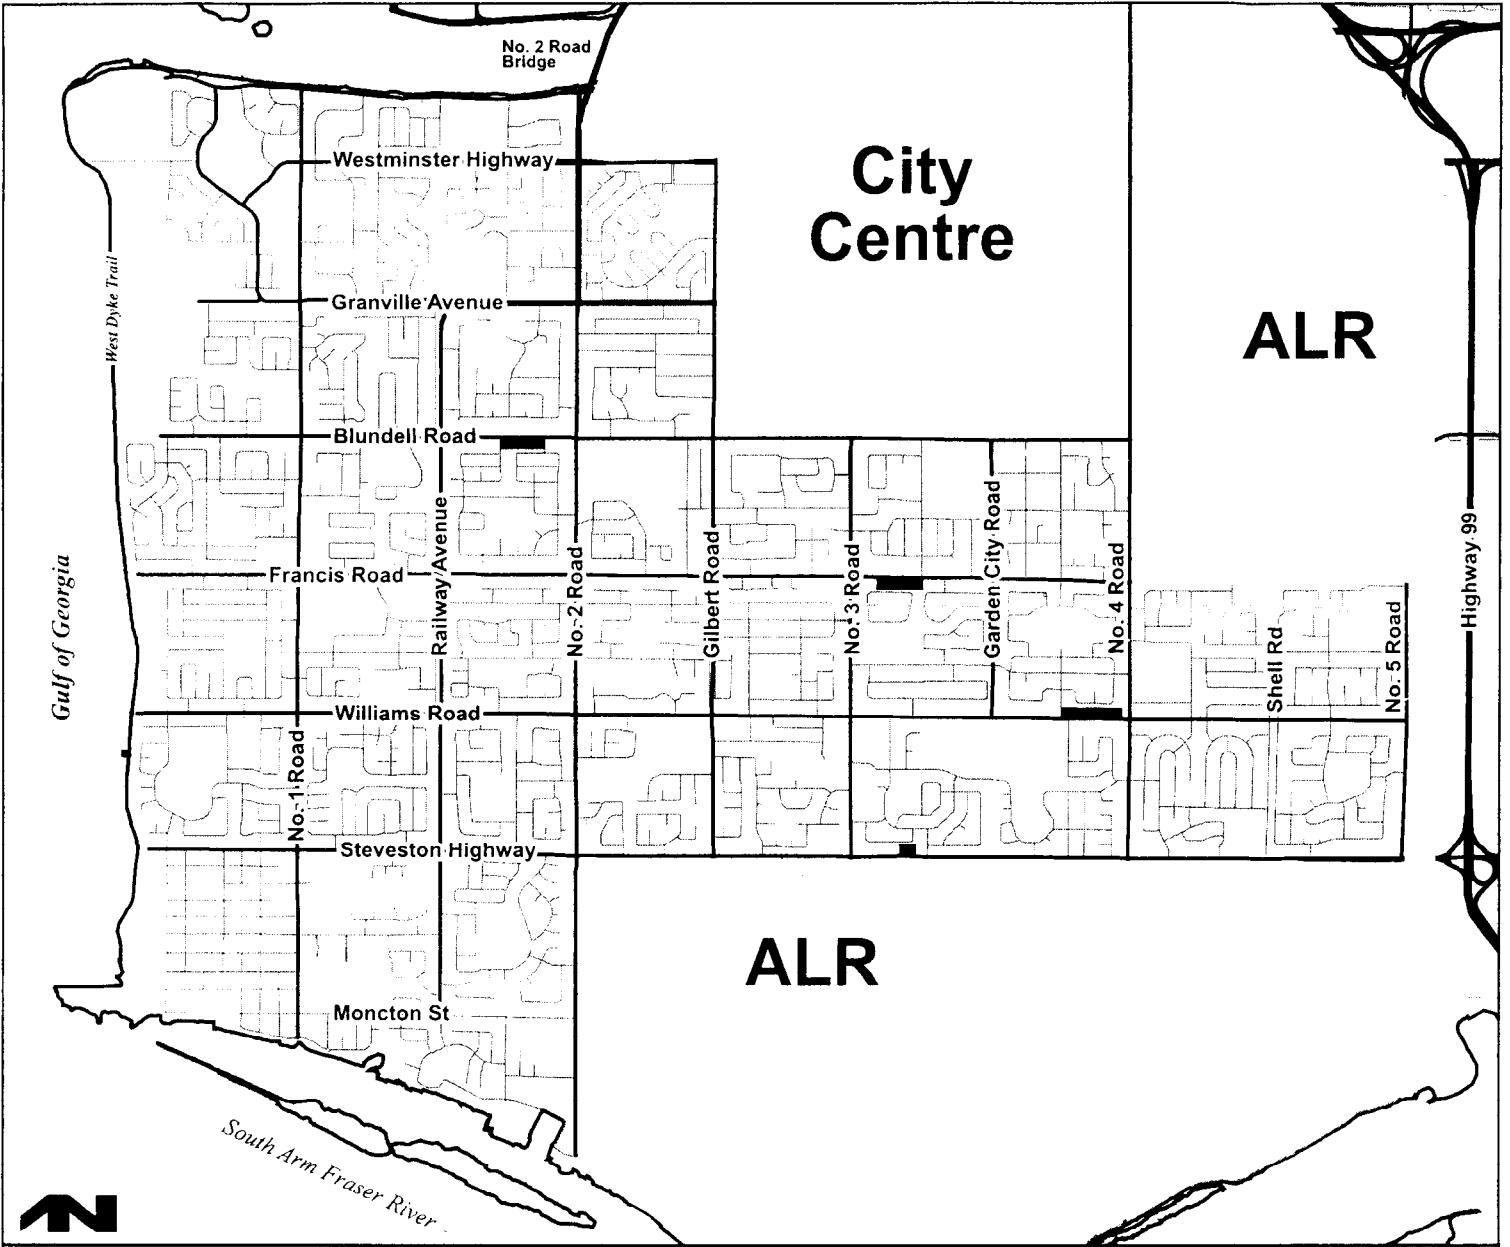 No. 2 Road
Bridge
City
Centre
Westminster Highway
West Dyke Trail
Granville Avenue
ALR
Blundell Road
Railway Avenue
No. 2 Road
Gilbert Road
No. 3 Road
Garden City Road
No. 4 Road
Highway 99
Francis Road
Gulf of Georgia
Shell Rd
No. 5 Road
Williams Road
No. 1 Road
Steveston Highway
ALR
Moncton St
South Arm Fraser River
N